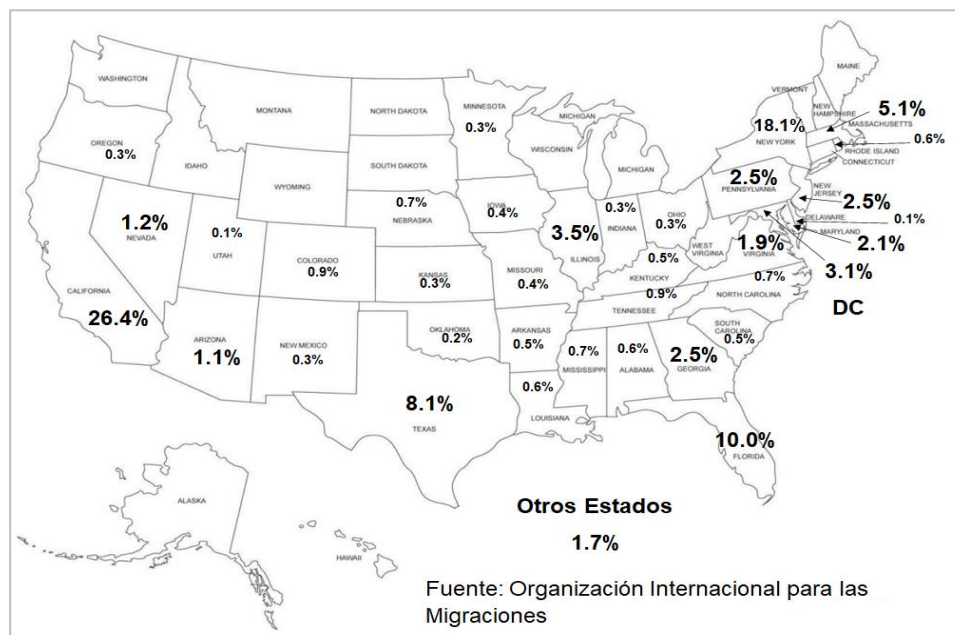 WASHINGTON
MONTANA
NORTH DAKOTA
MINNESOTA
0.3%
MICHIGAN
WISCONSIN
MICHIGAN
MAINE
VERMONT
NEW
HAMPSHIRE
5.1%
MASSACHUSETTS
18.1%
NEW YORK
0.6%
RHODE ISLAND
CONNECTICUT
OREGON
0.3%
IDAHO
SOUTH DAKOTA
WYOMING
0.7%
NEBRASKA
IOWA
0.4%
2.5%
PENNSYLVANIA
NEW
JERSEY
2.5%
DELAWARE
0.1%
MARYLAND
2.1%
1.2%
NEVADA
0.1%
UTAH
3.5%
ILLINOIS
0.3%
INDIANA
OHIO
0.3%
WEST
VIRGINIA
1.9%
VIRGINIA
3.1%
DC
COLORADO
0.9%
KANSAS
0.3%
MISSOURI
0.4%
0.5%
KENTUCKY
0.7%
NORTH CAROLINA
0.9%
TENNESSEE
CALIFORNIA
26.4%
ARIZONA
1.1%
NEW MEXICO
0.3%
OKLAHOMA
0.2%
ARKANSAS
0.5%
0.7%
MISSISSIPPI
0.6%
ALABAMA
2.5%
GEORGIA
SOUTH
CAROLINA
0.5%
8.1%
TEXAS
0.6%
LOUISIANA
10.0%
FLORIDA
ALASKA
HAWAII
Otros Estados
1.7%
Fuente: Organización Internacional para las
Migraciones